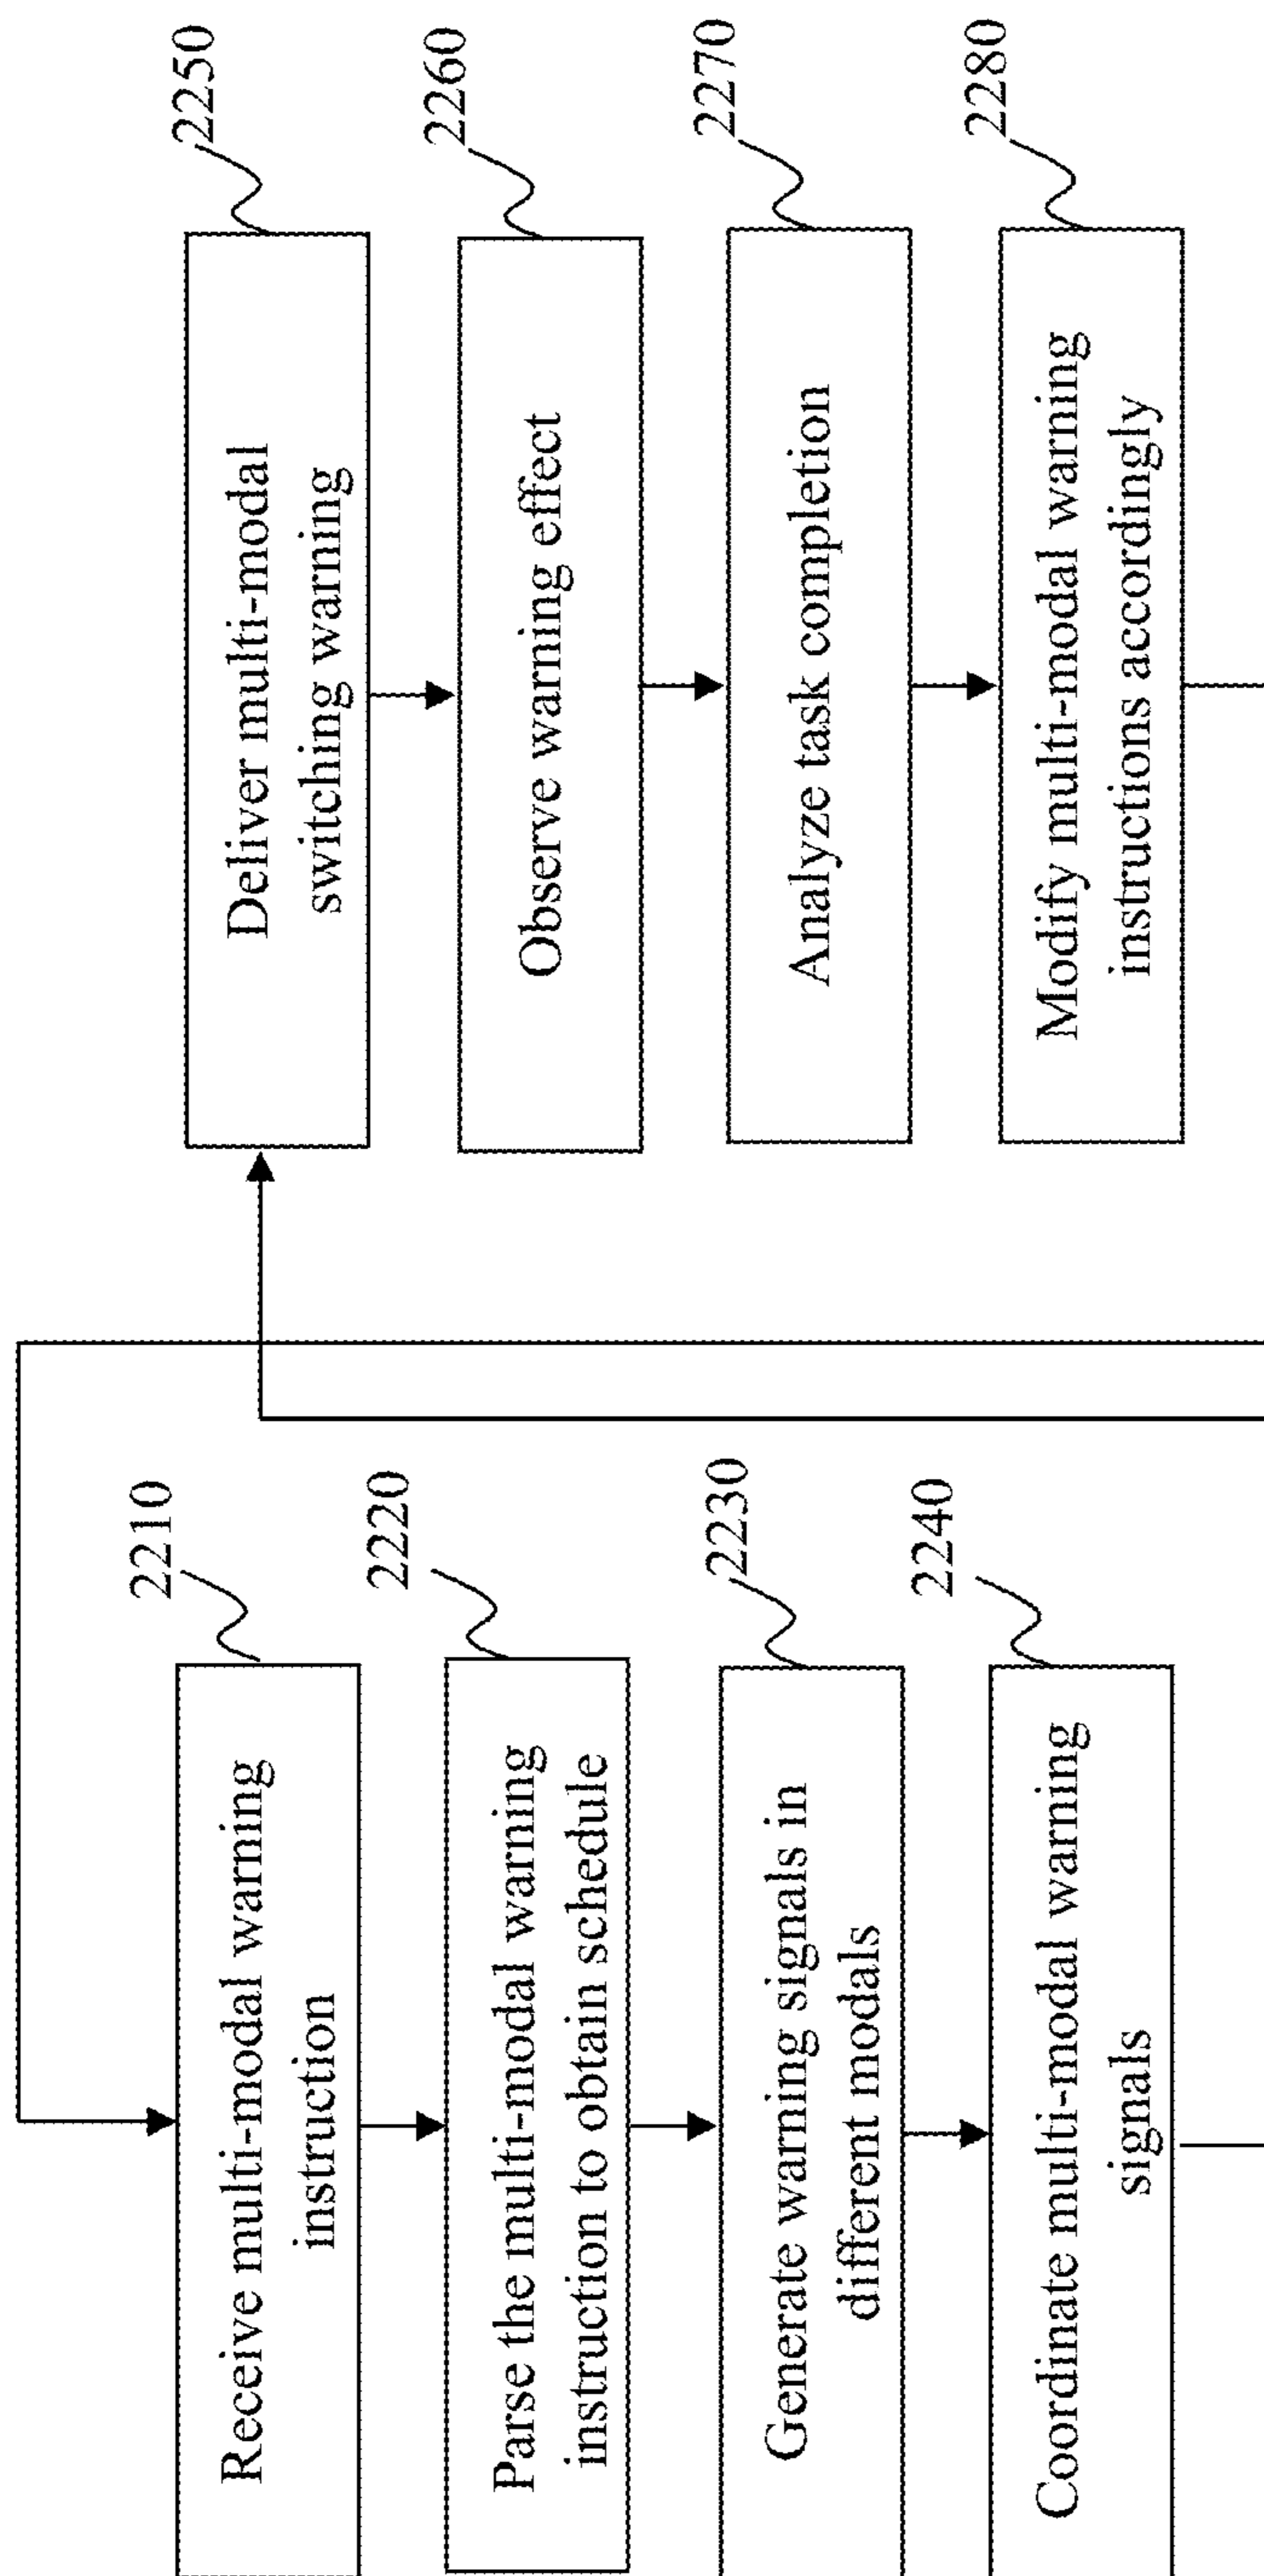 2210
Receive multi-modal warning
instruction
2220
Parse the multi-modal warning
instruction to obtain schedule
2230
Generate warning signals in
different modals
2240
Coordinate multi-modal warning
signals
2250
Deliver multi-modal
switching warning
2260
Observe warning effect
2270
Analyze task completion
2280
Modify multi-modal warning
instructions accordingly